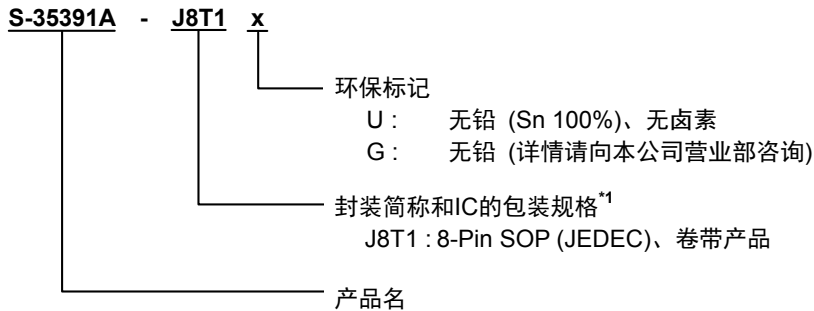 S-35391A - J8T1 x
环保标记
U : 无铅 (Sn 100%)、无卤素
G : 无铅 (详情请向本公司营业部咨询)
封装简称和IC的包装规格*1
J8T1 : 8-Pin SOP (JEDEC)、卷带产品
产品名